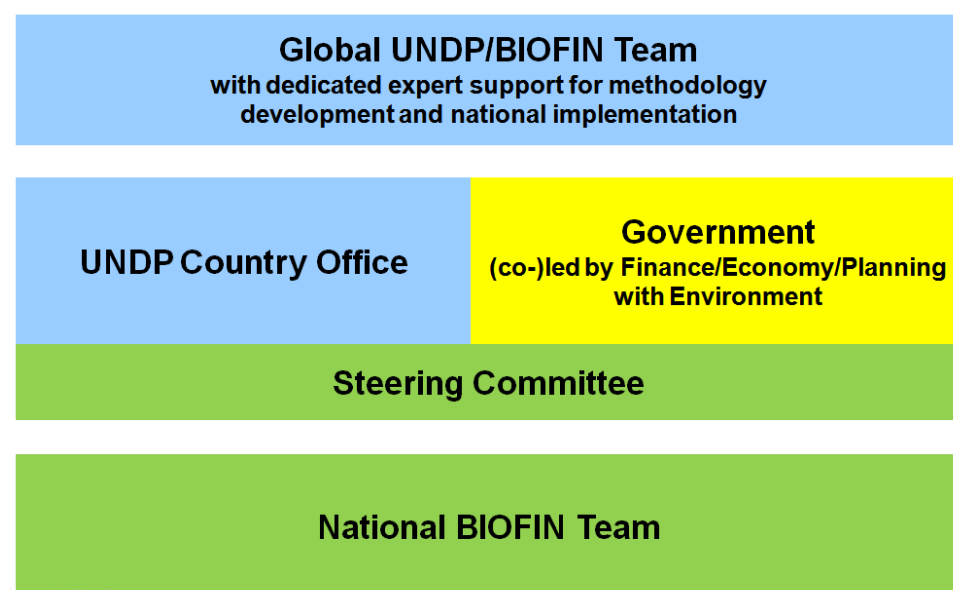 Global UNDP/BIOFIN Team
with dedicated expert support for methodology
development and national implementation
UNDP Country Office
Government
(co-)led by Finance/Economy/Planning
with Environment
Steering Committee
National BIOFIN Team